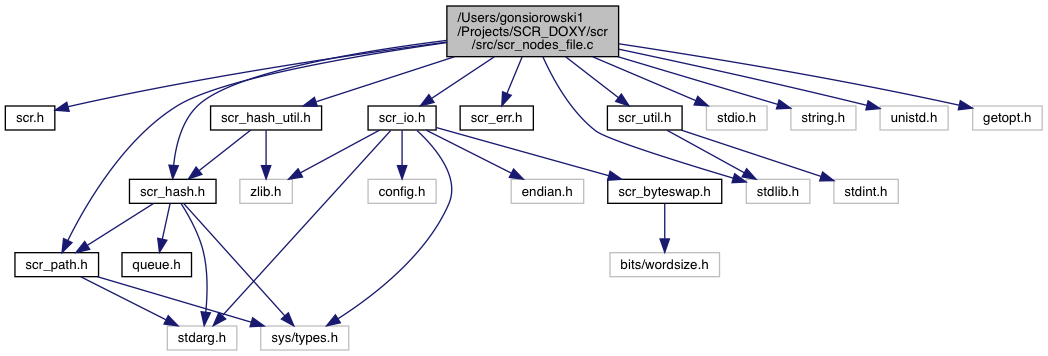 /Users/gonsiorowski1
/Projects/SCR_DOXY/scr
/src/scr_nodes_file.c
scr.h
scr_hash_util.h
scr_io.h
scr_err.h
scr_util.h
stdio.h
string.h
unistd.h
getopt.h
scr_hash.h
zlib.h
config.h
endian.h
scr_byteswap.h
stdlib.h
stdint.h
scr_path.h
queue.h
bits/wordsize.h
stdarg.h
sys/types.h